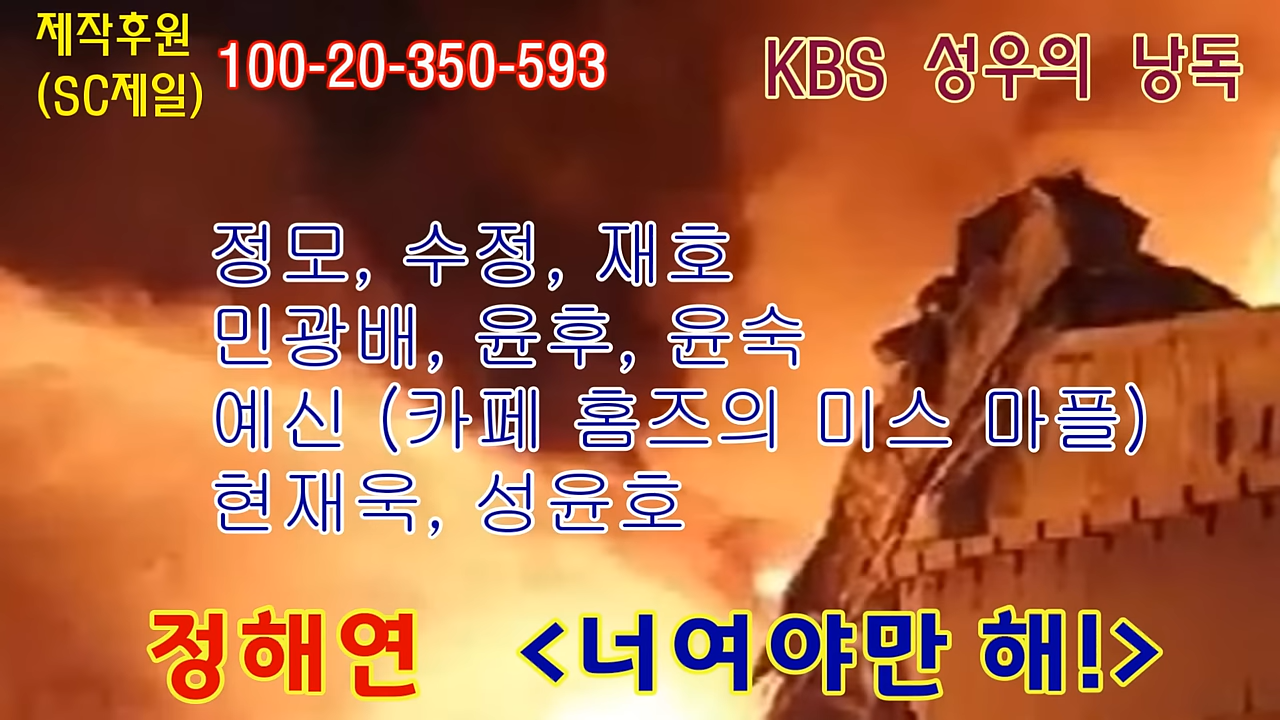 제작후원
(SC제일)
100-20-350-593
KBS 성우의 낭독
정모, 수정, 재호
민광배, 윤후, 윤숙
예신 (카페 홈즈의 미스 마플)
현재욱, 성윤호
정해연 <너여야만 해!>